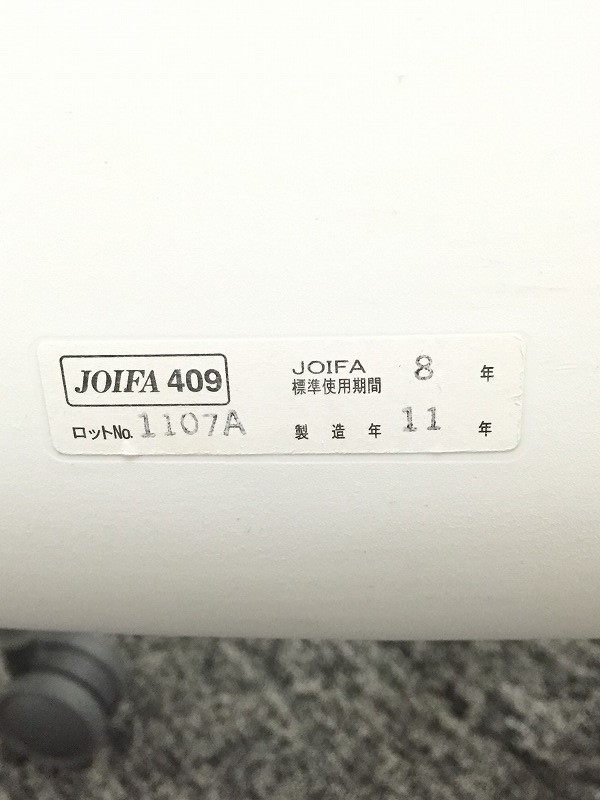 JOIFA 409
ロットNo. 1107A
JOIFA
標準使用期間 8 年
製造年 11 年